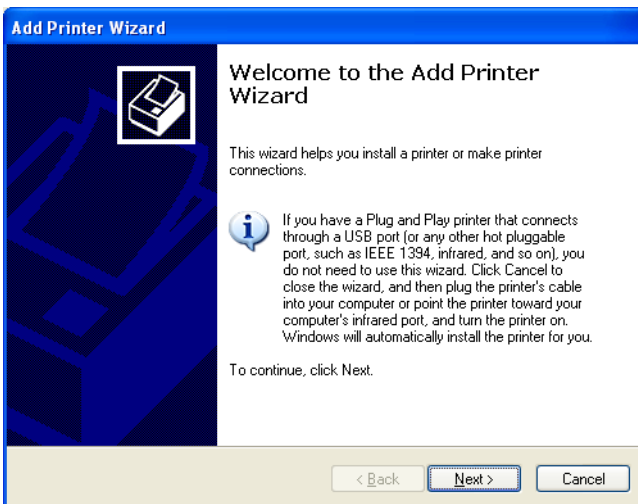 Add Printer Wizard
Welcome to the Add Printer
Wizard
This wizard helps you install a printer or make printer
connections.
If you have a Plug and Play printer that connects
through a USB port (or any other hot pluggable
port, such as IEEE 1394, infrared, and so on), you
do not need to use this wizard. Click Cancel to
close the wizard, and then plug the printer's cable
into your computer or point the printer toward your
computer's infrared port, and turn the printer on.
Windows will automatically install the printer for you.
To continue, click Next.
< Back Next > Cancel